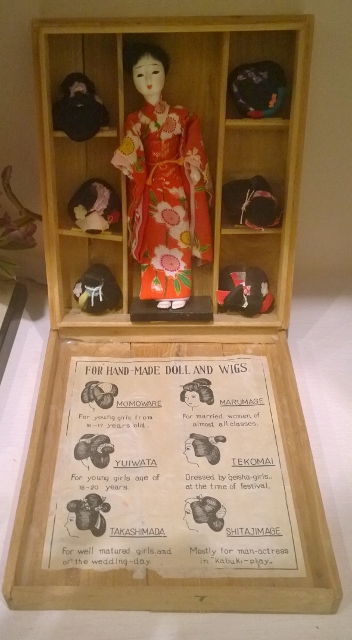 FOR HAND-MADE DOLL AND WIGS
MOMOWARE
For young girls from
16-17 years old.
MARUMAGE
For married women of
almost all classes.
YUIWATA
For young girls age of
18-20 years.
TEKOMAI
Dressed by geisha-girls.
at the time of festival.
TAKASHIMADA
For well matured girls and
of the wedding-day.
SHITAJIMAGE
Mostly for man-actress
in kabuki-play.